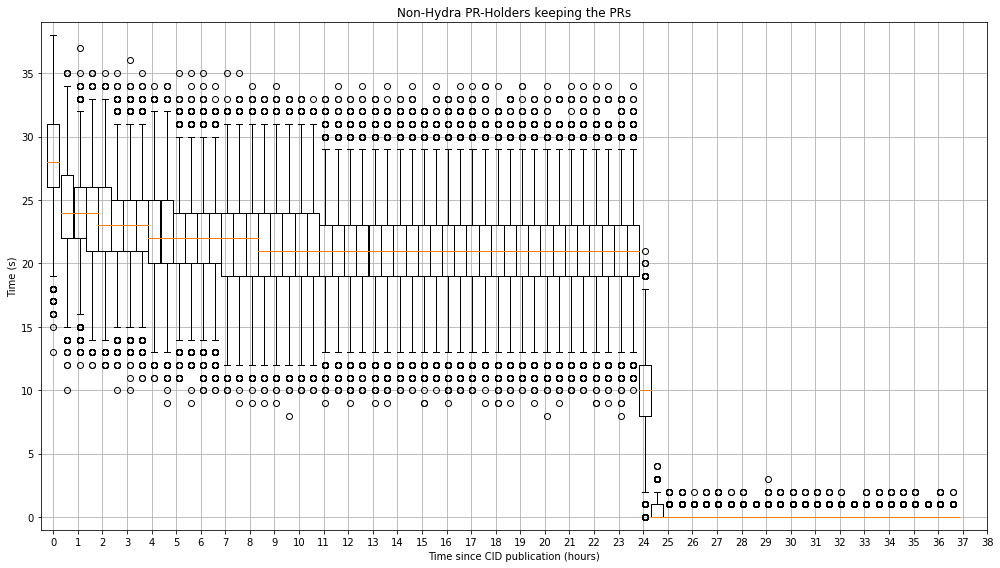 Non-Hydra PR-Holders keeping the PRs
Time (s)
35
30
25
20
15
10
5
0
0 1 2 3 4 5 6 7 8 9 10 11 12 13 14 15 16 17 18 19 20 21 22 23 24 25 26 27 28 29 30 31 32 33 34 35 36 37 38
Time since CID publication (hours)